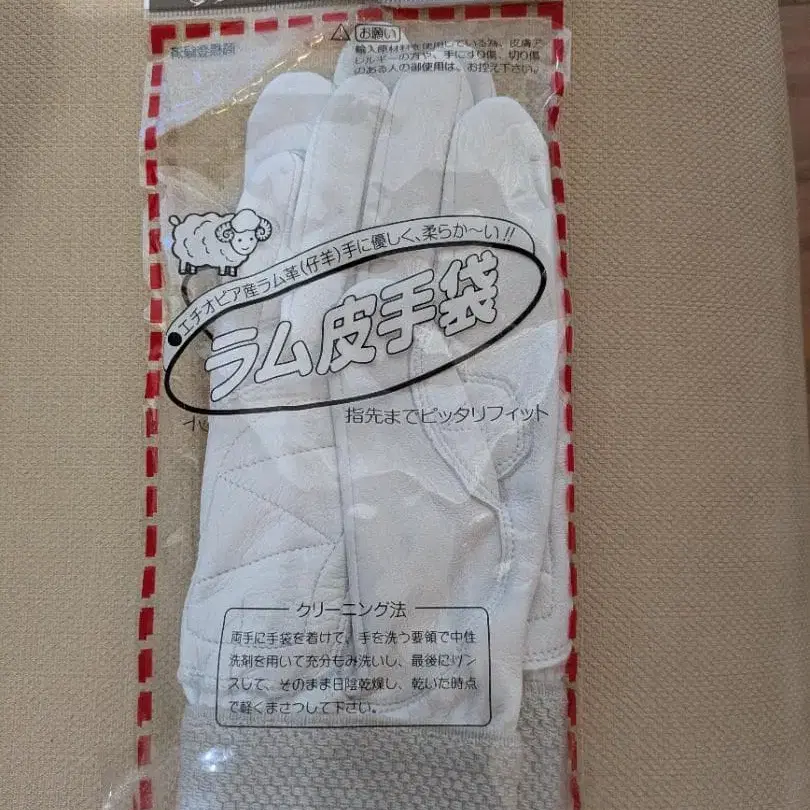 お願い
輸入原材料を使用している為、皮膚ア
レルギーの方や、手にすり傷、切り傷
のある人の御使用は、お控え下さい。
●エチオピア産ラム革(仔羊)手に優しく、柔らか〜い!!
ラム皮手袋
指先までピッタリフィット
クリーニング法
両手に手袋を着けて、手を洗う要領で中性
洗剤を用いて充分もみ洗いし、最後にリン
スして、そのまま日陰乾燥し、乾いた時点
で軽くまさつして下さい。